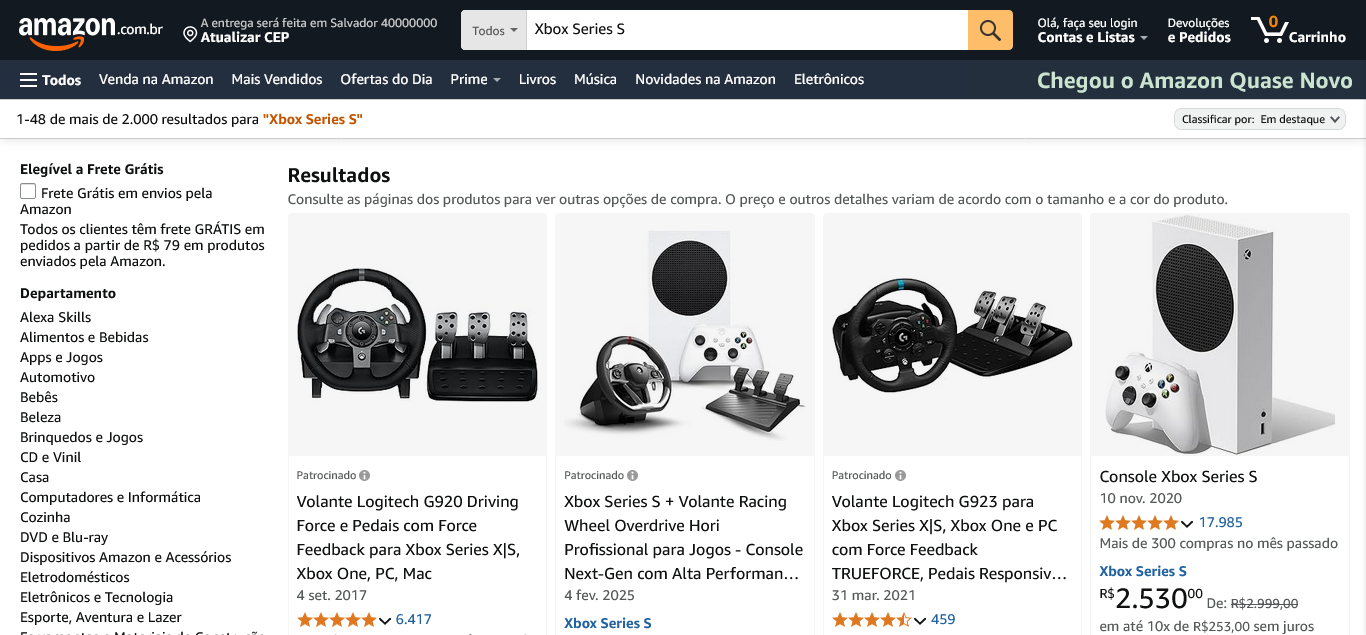 amazon.com.br
A entrega será feita em Salvador 40000000
Atualizar CEP
Todos
Xbox Series S
Olá, faça seu login
Contas e Listas
Devoluções
e Pedidos
0
Carrinho
Todos
Venda na Amazon
Mais Vendidos
Ofertas do Dia
Prime
Livros
Música
Novidades na Amazon
Eletrônicos
Chegou o Amazon Quase Novo
1-48 de mais de 2.000 resultados para "Xbox Series S"
Classificar por: Em destaque
Elegível a Frete Grátis
Frete Grátis em envios pela
Amazon
Todos os clientes têm frete GRÁTIS em
pedidos a partir de R$ 79 em produtos
enviados pela Amazon.
Departamento
Alexa Skills
Alimentos e Bebidas
Apps e Jogos
Automotivo
Bebês
Beleza
Brinquedos e Jogos
CD e Vinil
Casa
Computadores e Informática
Cozinha
DVD e Blu-ray
Dispositivos Amazon e Acessórios
Eletrodomésticos
Eletrônicos e Tecnologia
Esporte, Aventura e Lazer
Ferramentas e Materiais de Construção
Resultados
Consulte as páginas dos produtos para ver outras opções de compra. O preço e outros detalhes variam de acordo com o tamanho e a cor do produto.
Patrocinado
Volante Logitech G920 Driving
Force e Pedais com Force
Feedback para Xbox Series X|S,
Xbox One, PC, Mac
4 set. 2017
6.417
Patrocinado
Xbox Series S + Volante Racing
Wheel Overdrive Hori
Profissional para Jogos - Console
Next-Gen com Alta Performan...
4 fev. 2025
Xbox Series S
Patrocinado
Volante Logitech G923 para
Xbox Series X|S, Xbox One e PC
com Force Feedback
TRUEFORCE, Pedais Responsiv...
31 mar. 2021
459
Console Xbox Series S
10 nov. 2020
17.985
Mais de 300 compras no mês passado
Xbox Series S
R$2.53000 De: R$2.999,00
em até 10x de R$253,00 sem juros